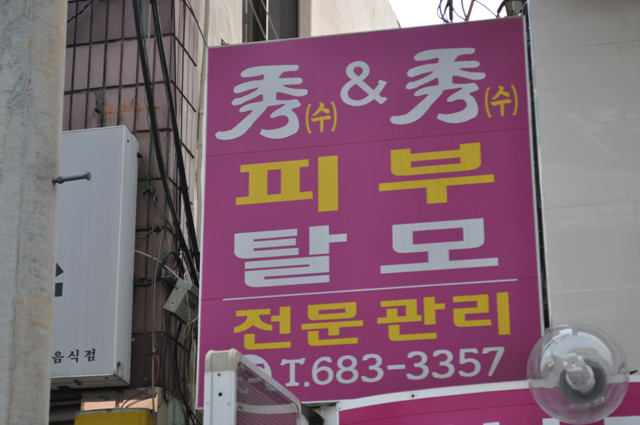 秀(수) & 秀(수)
피부
탈모
전문관리
T.683-3357
음식점